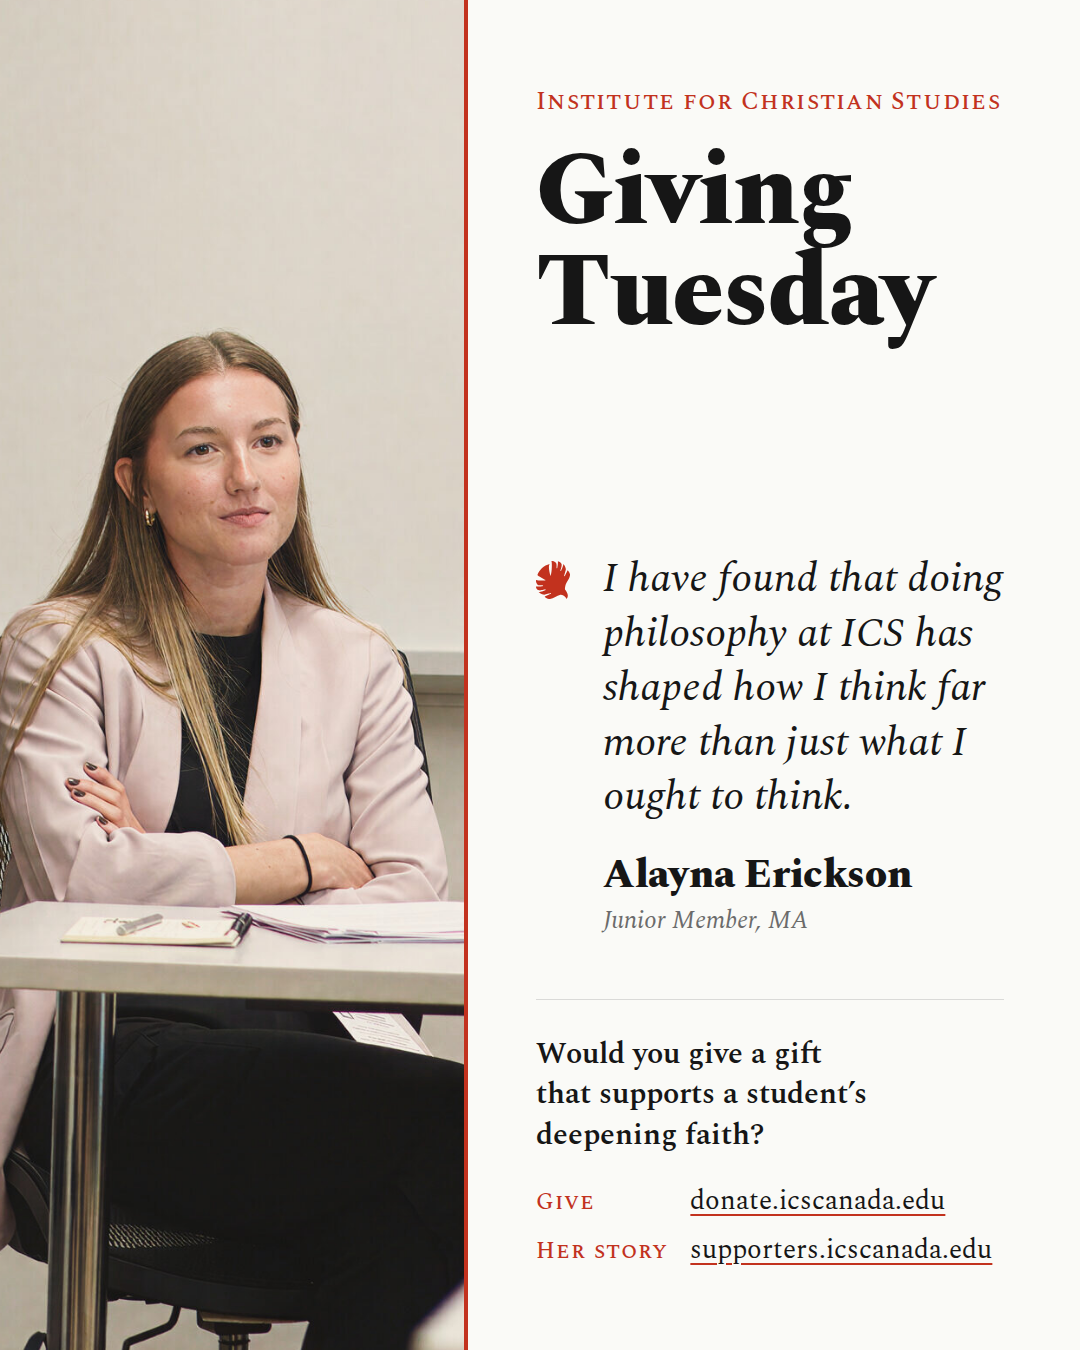 Institute for Christian Studies
Giving
Tuesday
I have found that doing
philosophy at ICS has
shaped how I think far
more than just what I
ought to think.
Alayna Erickson
Junior Member, MA
Would you give a gift
that supports a student’s
deepening faith?
Give donate.icscanada.edu
Her story supporters.icscanada.edu